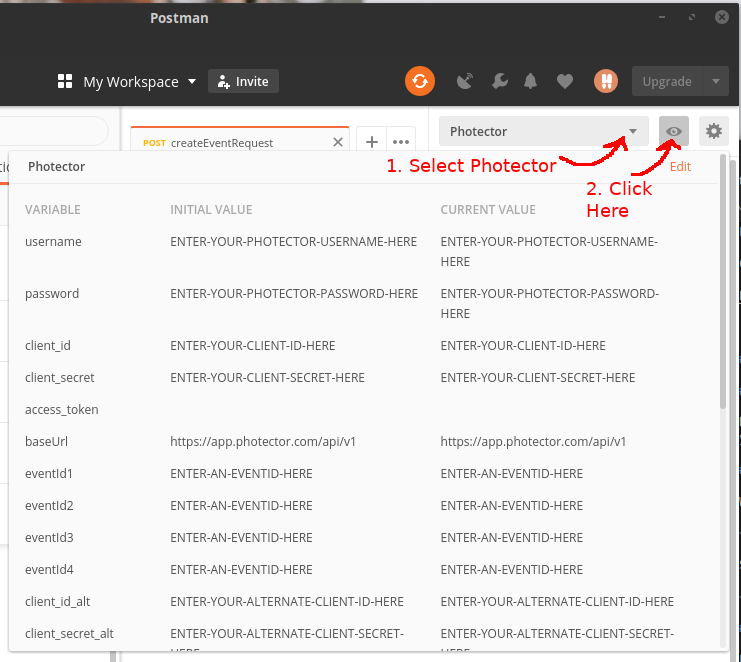 Postman
My Workspace
Invite
Upgrade
POST createEventRequest
Photector
1. Select Photector
2. Click
Here
Photector
Edit
VARIABLE INITIAL VALUE CURRENT VALUE
username ENTER-YOUR-PHOTECTOR-USERNAME-HERE ENTER-YOUR-PHOTECTOR-USERNAME-
HERE
password ENTER-YOUR-PHOTECTOR-PASSWORD-HERE ENTER-YOUR-PHOTECTOR-PASSWORD-
HERE
client_id ENTER-YOUR-CLIENT-ID-HERE ENTER-YOUR-CLIENT-ID-HERE
client_secret ENTER-YOUR-CLIENT-SECRET-HERE ENTER-YOUR-CLIENT-SECRET-HERE
access_token
baseUrl https://app.photector.com/api/v1 https://app.photector.com/api/v1
eventId1 ENTER-AN-EVENTID-HERE ENTER-AN-EVENTID-HERE
eventId2 ENTER-AN-EVENTID-HERE ENTER-AN-EVENTID-HERE
eventId3 ENTER-AN-EVENTID-HERE ENTER-AN-EVENTID-HERE
eventId4 ENTER-AN-EVENTID-HERE ENTER-AN-EVENTID-HERE
client_id_alt ENTER-YOUR-ALTERNATE-CLIENT-ID-HERE ENTER-YOUR-ALTERNATE-CLIENT-ID-HERE
client_secret_alt ENTER-YOUR-ALTERNATE-CLIENT-SECRET- ENTER-YOUR-ALTERNATE-CLIENT-SECRET-
HERE HERE